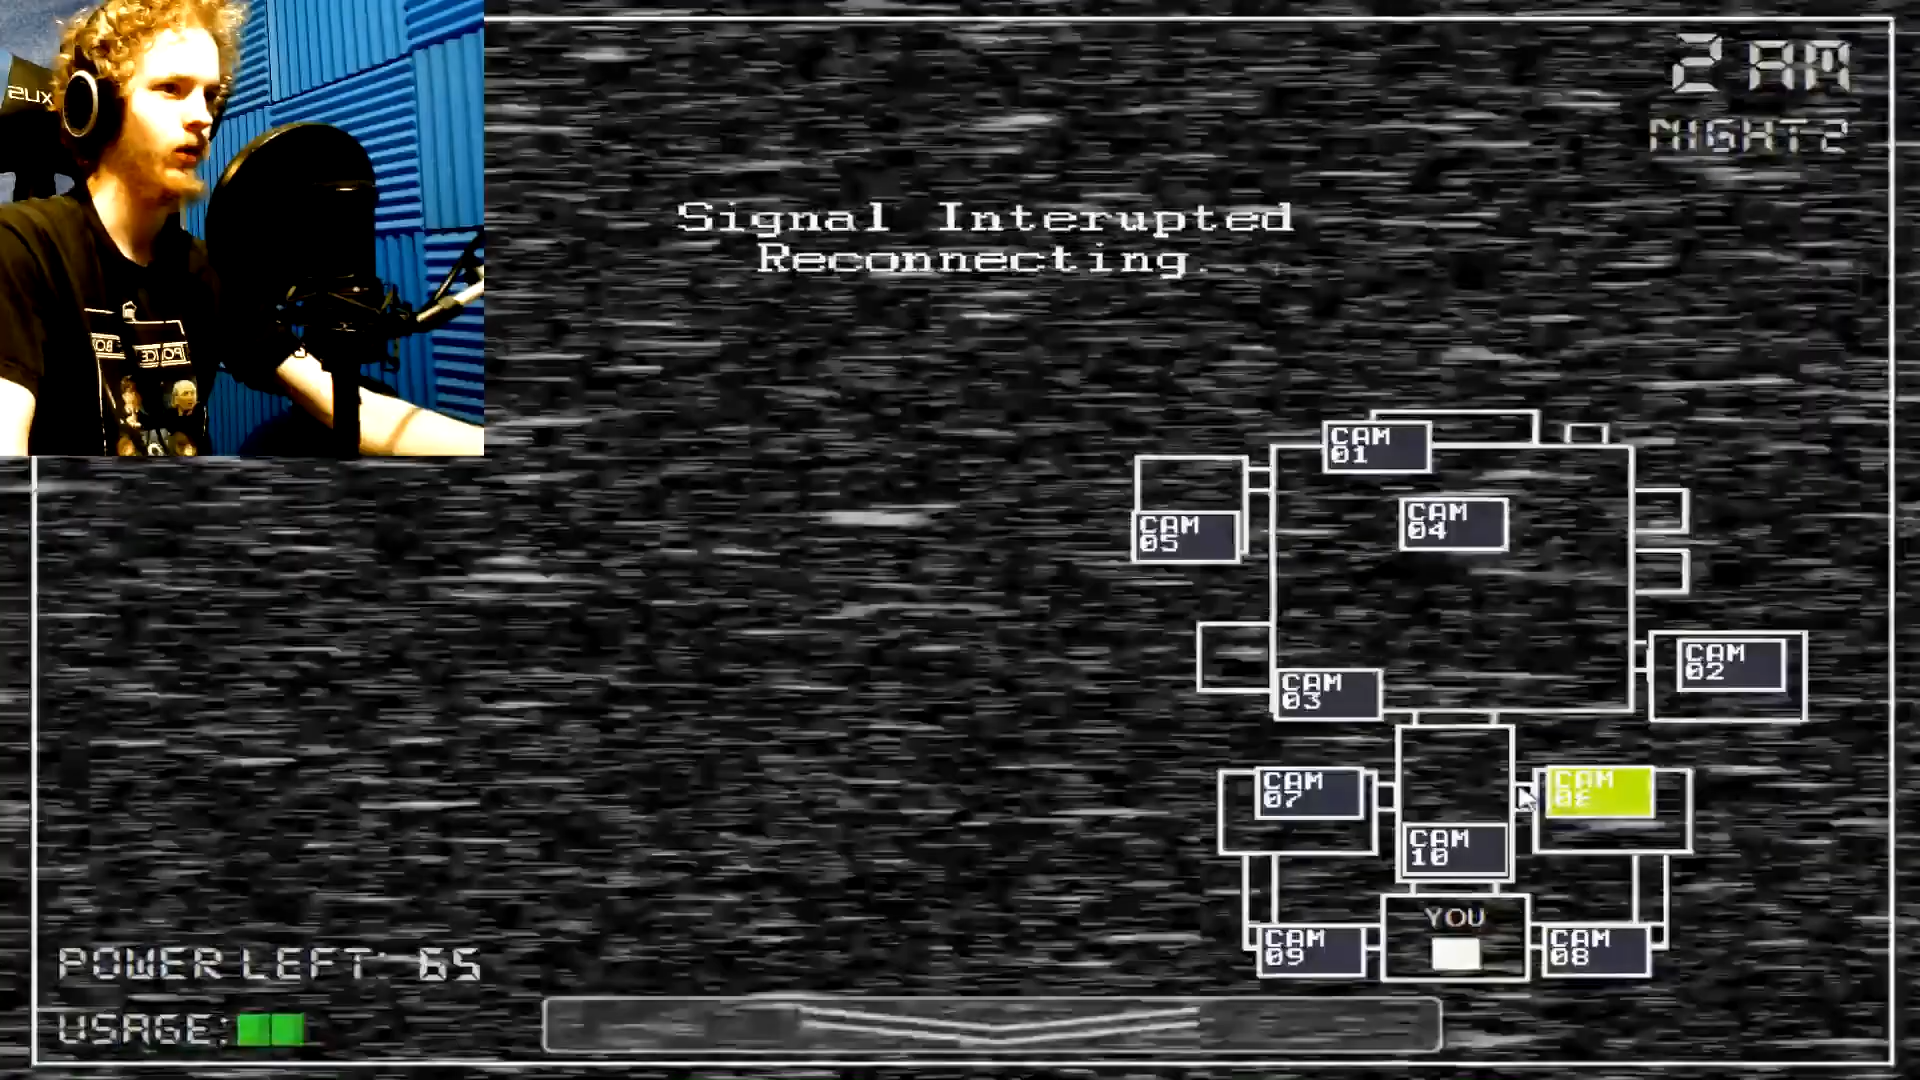 2 AM
NIGHT 2
Signal Interupted
Reconnecting.
CAM
01
CAM
04
CAM
05
CAM
02
CAM
03
CAM
07
CAM
CAM
10
YOU
CAM
09
CAM
08
POWER LEFT: 65
USAGE: